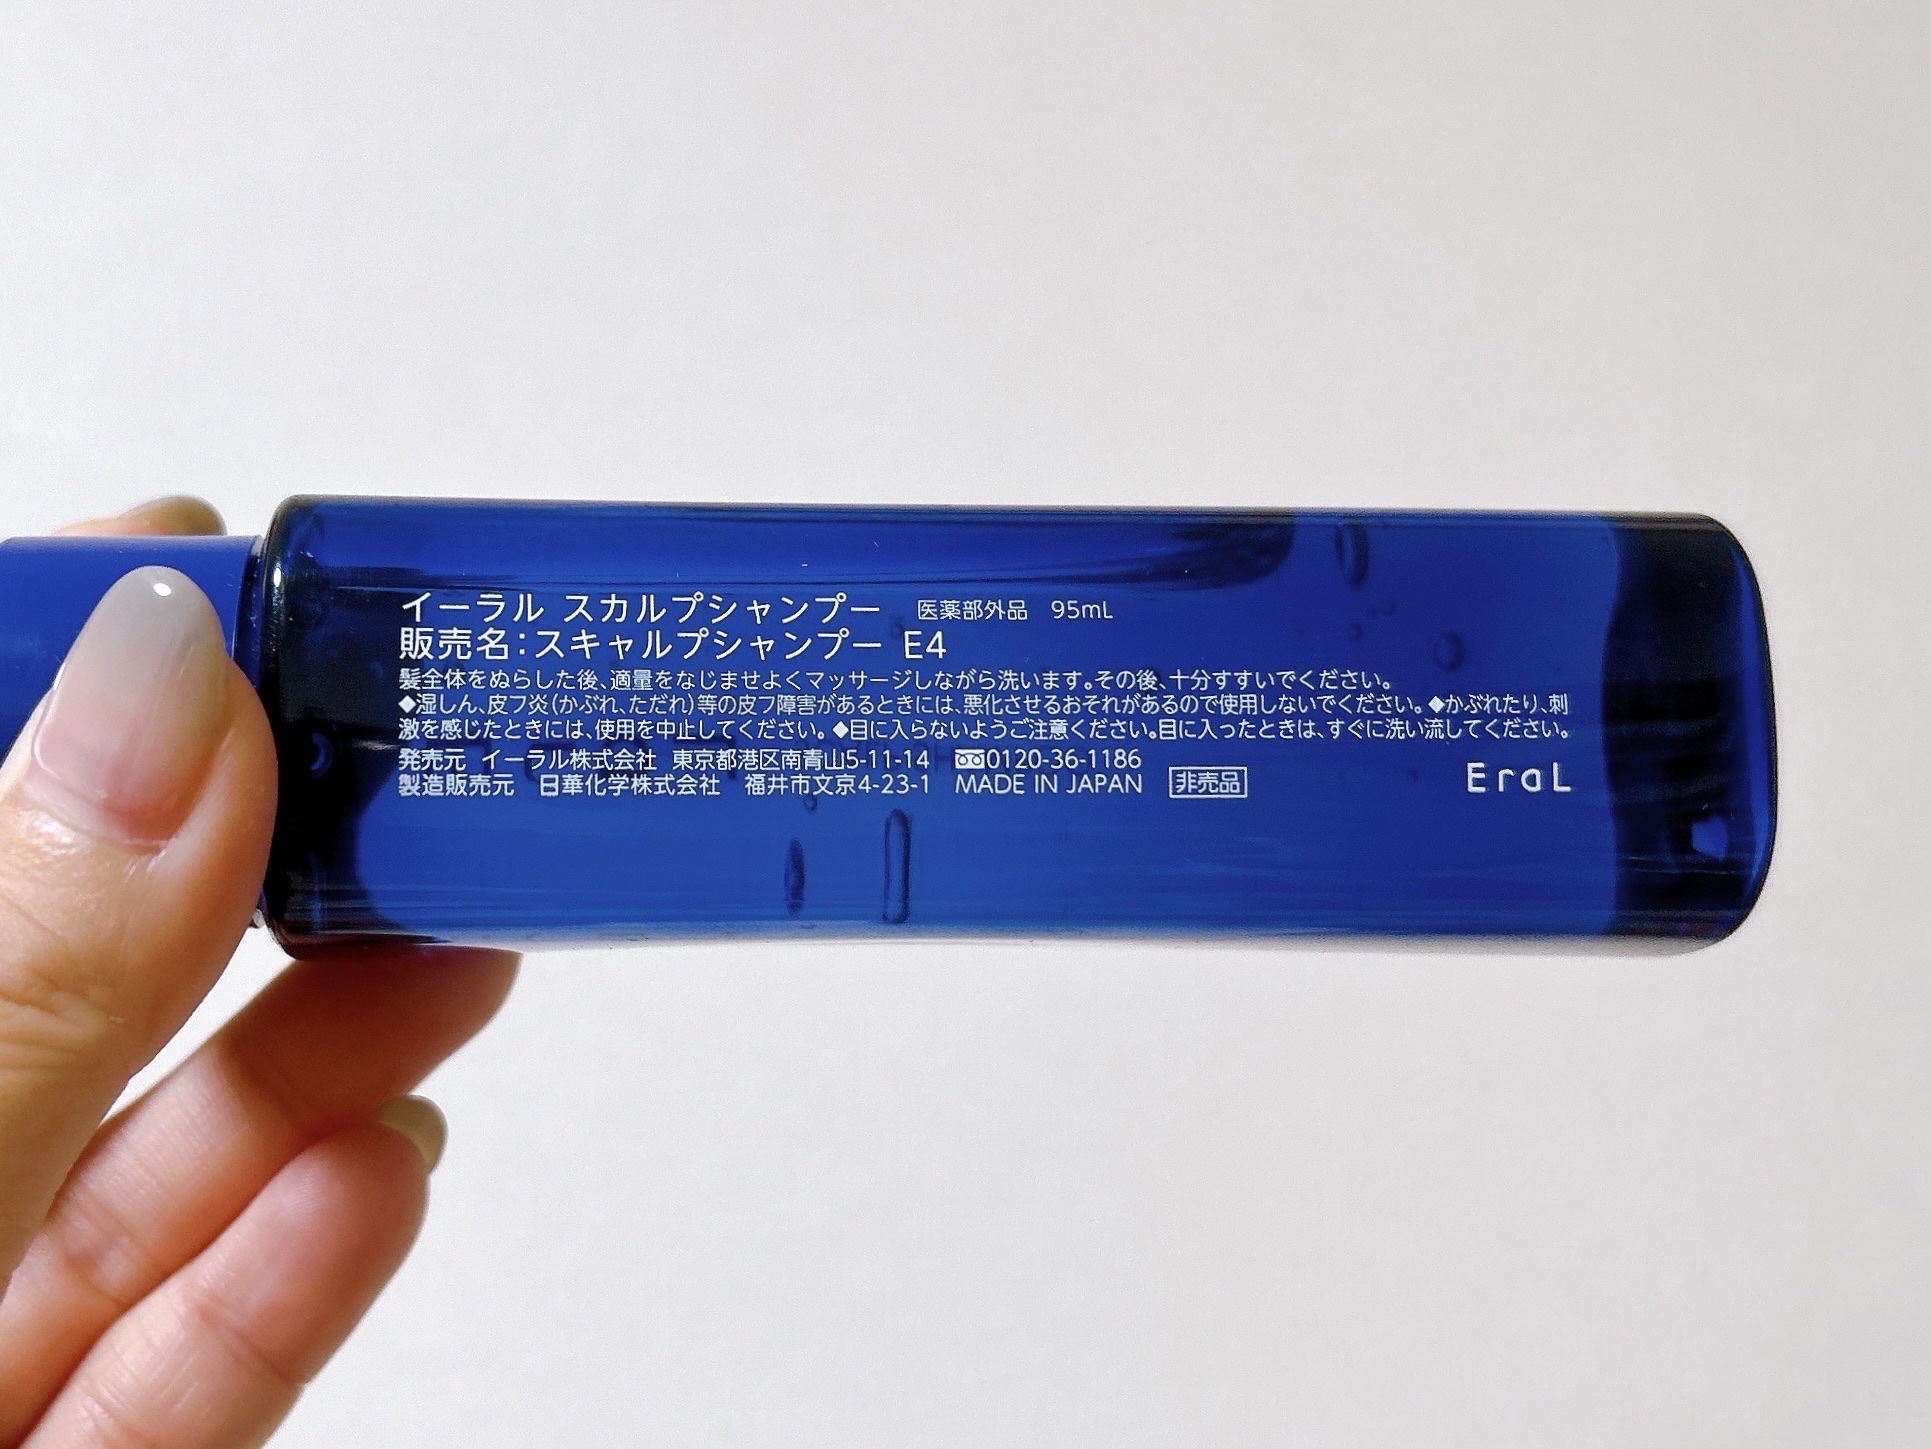 イーラル スカルプシャンプー 医薬部外品 95mL
販売名：スキャルプシャンプー E4
髪全体をぬらした後、適量をなじませよくマッサージしながら洗います。その後、十分すすいでください。
◆湿しん、皮フ炎（かぶれ、ただれ）等の皮フ障害があるときには、悪化させるおそれがあるので使用しないでください。◆かぶれたり、刺
激を感じたときには、使用を中止してください。◆目に入らないようご注意ください。目に入ったときは、すぐに洗い流してください。
発売元 イーラル株式会社 東京都港区南青山5-11-14 0120-36-1186
製造販売元 日華化学株式会社 福井市文京4-23-1 MADE IN JAPAN 非売品
EraL